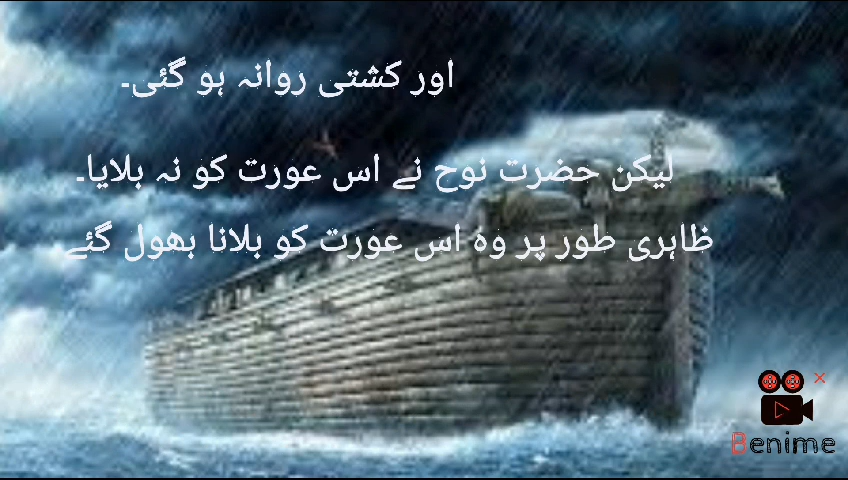 اور کشتی روانہ ہو گئی۔
لیکن حضرت نوح نے اس عورت کو نہ بلایا۔
ظاہری طور پر وہ اس عورت کو بلانا بھول گئے
Benime